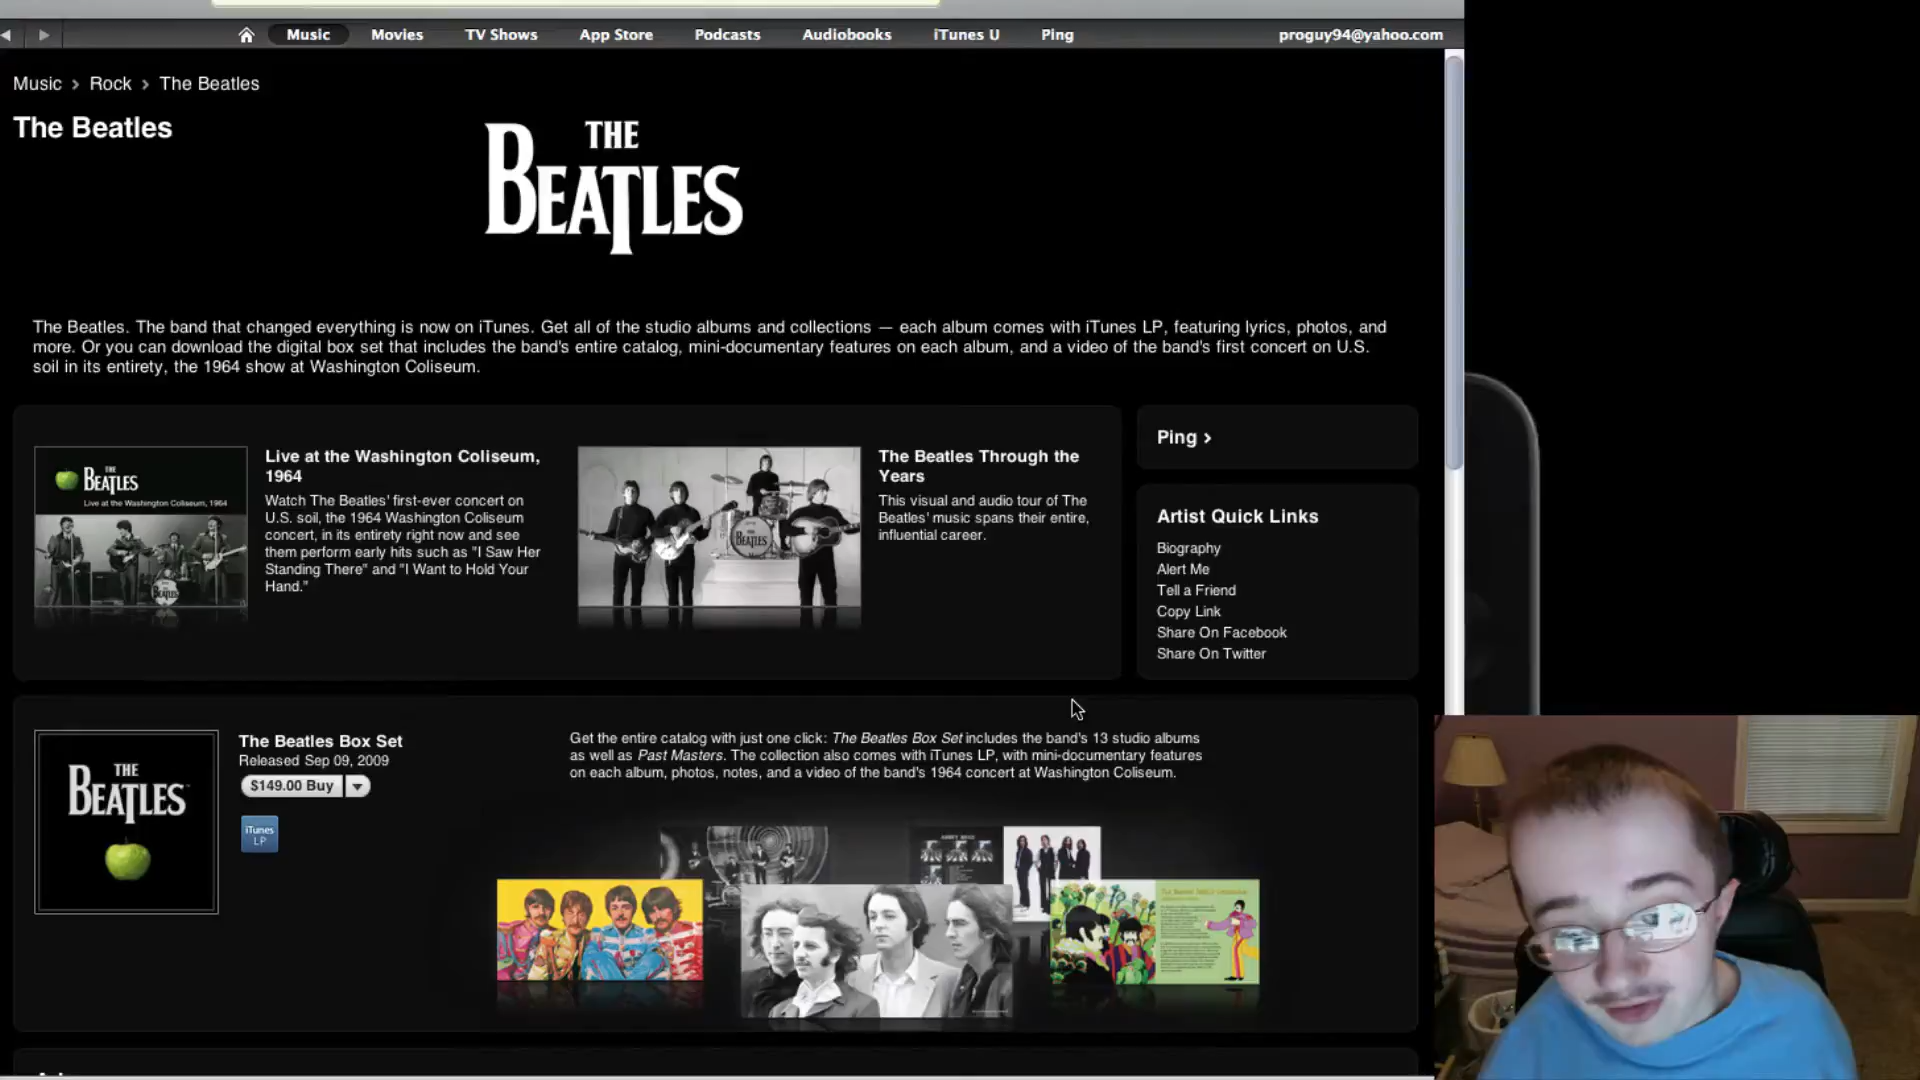 Music Movies TV Shows App Store Podcasts Audiobooks iTunes U Ping proguy94@yahoo.com
Music › Rock › The Beatles
The Beatles
THE
BEATLES
The Beatles. The band that changed everything is now on iTunes. Get all of the studio albums and collections — each album comes with iTunes LP, featuring lyrics, photos, and
more. Or you can download the digital box set that includes the band's entire catalog, mini-documentary features on each album, and a video of the band's first concert on U.S.
soil in its entirety, the 1964 show at Washington Coliseum.
THE
BEATLES
Live at the Washington Coliseum, 1964
Live at the Washington Coliseum,
1964
Watch The Beatles' first-ever concert on
U.S. soil, the 1964 Washington Coliseum
concert, in its entirety right now and see
them perform early hits such as "I Saw Her
Standing There" and "I Want to Hold Your
Hand."
BEATLES
The Beatles Through the
Years
This visual and audio tour of The
Beatles' music spans their entire,
influential career.
Ping ›
Artist Quick Links
Biography
Alert Me
Tell a Friend
Copy Link
Share On Facebook
Share On Twitter
THE
BEATLES
The Beatles Box Set
Released Sep 09, 2009
$149.00 Buy
iTunes
LP
Get the entire catalog with just one click: The Beatles Box Set includes the band's 13 studio albums
as well as Past Masters. The collection also comes with iTunes LP, with mini-documentary features
on each album, photos, notes, and a video of the band's 1964 concert at Washington Coliseum.
ABBEY ROAD